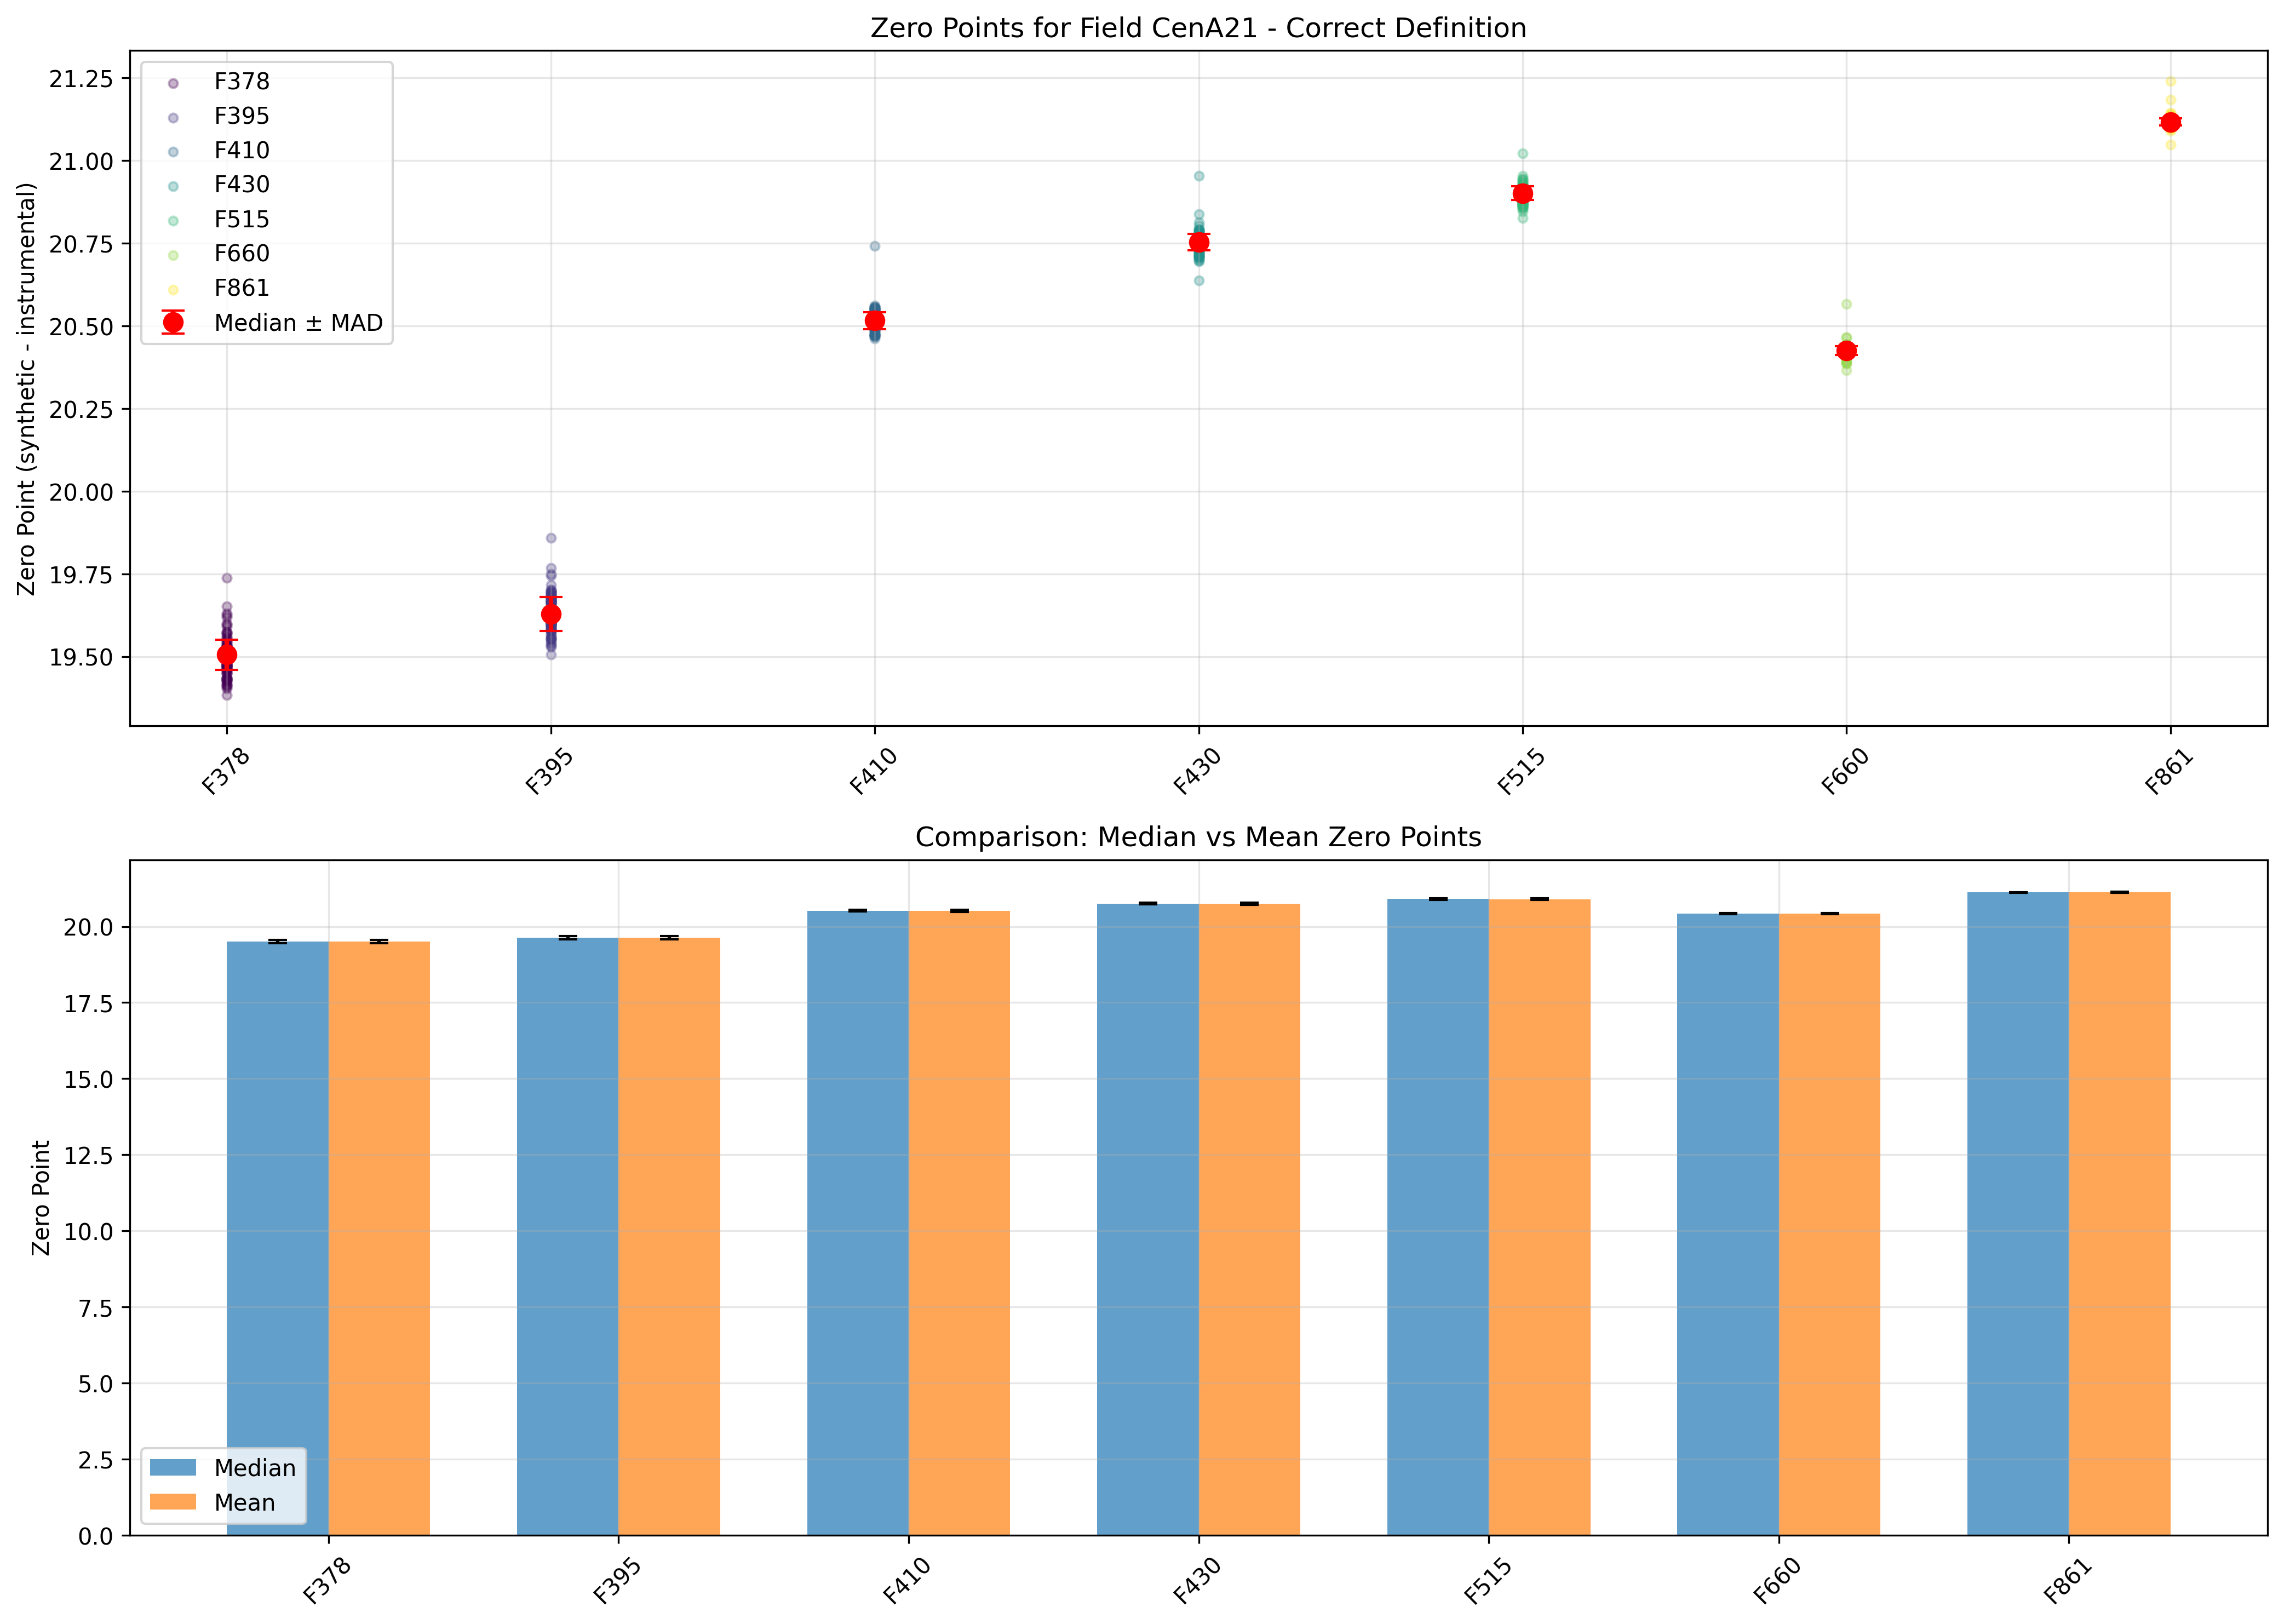 Zero Points for Field CenA21 - Correct Definition
Zero Point (synthetic - instrumental)
21.25
21.00
20.75
20.50
20.25
20.00
19.75
19.50
F378
F395
F410
F430
F515
F660
F861
Median ± MAD
F378
F395
F410
F430
F515
F660
F861
Comparison: Median vs Mean Zero Points
Zero Point
20.0
17.5
15.0
12.5
10.0
7.5
5.0
2.5
0.0
Median
Mean
F378
F395
F410
F430
F515
F660
F861